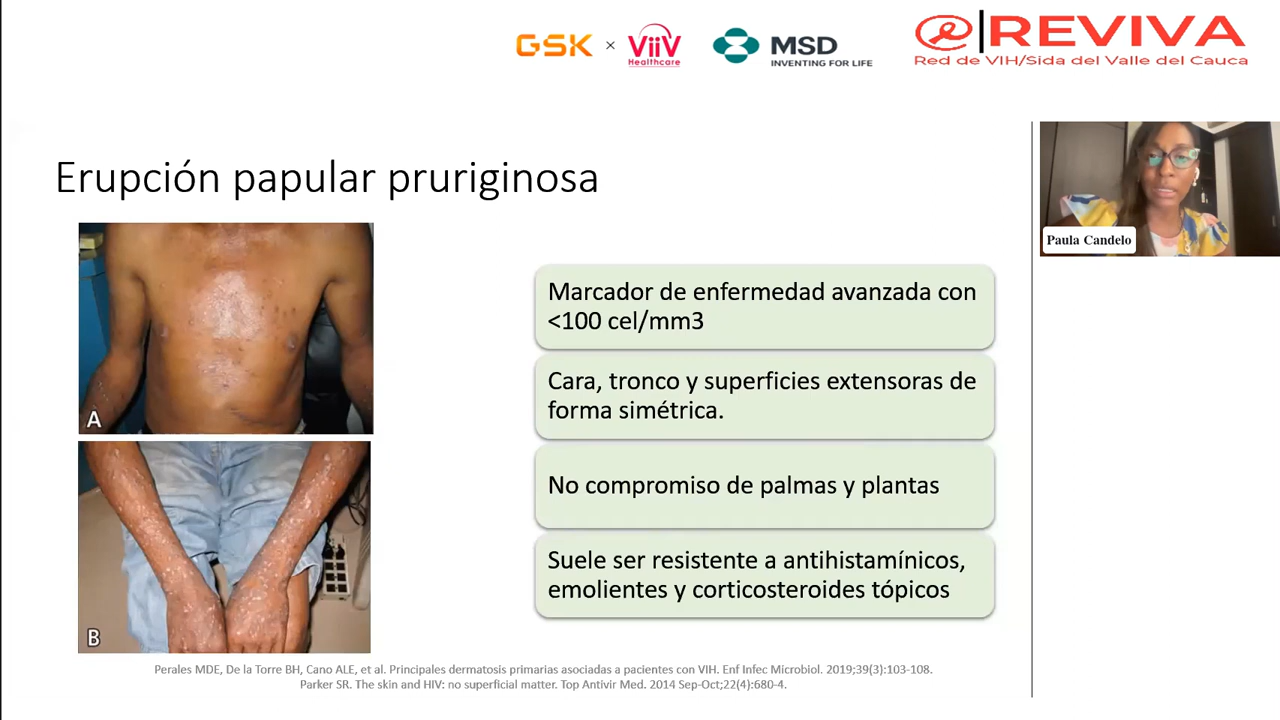 GSK × ViiV
Healthcare
MSD
INVENTING FOR LIFE
REVIVA
Red de VIH/Sida del Valle del Cauca
Erupción papular pruriginosa
Paula Candelo
A
B
Marcador de enfermedad avanzada con
<100 cel/mm3
Cara, tronco y superficies extensoras de
forma simétrica.
No compromiso de palmas y plantas
Suele ser resistente a antihistamínicos,
emolientes y corticosteroides tópicos
Perales MDE, De la Torre BH, Cano ALE, et al. Principales dermatosis primarias asociadas a pacientes con VIH. Enf Infec Microbiol. 2019;39(3):103-108.
Parker SR. The skin and HIV: no superficial matter. Top Antivir Med. 2014 Sep-Oct;22(4):680-4.